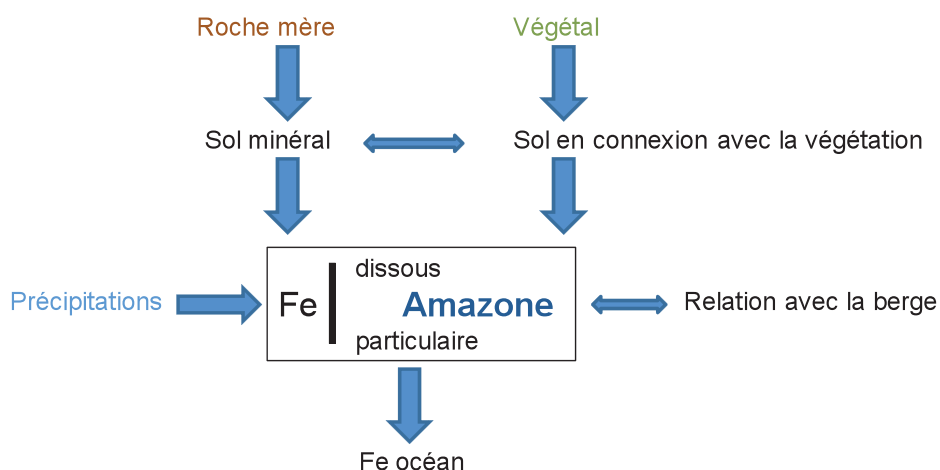 Roche mère
Végétal
Sol minéral
Sol en connexion avec la végétation
dissous
Précipitations
Fe
Amazone
Relation avec la berge
particulaire
Fe océan